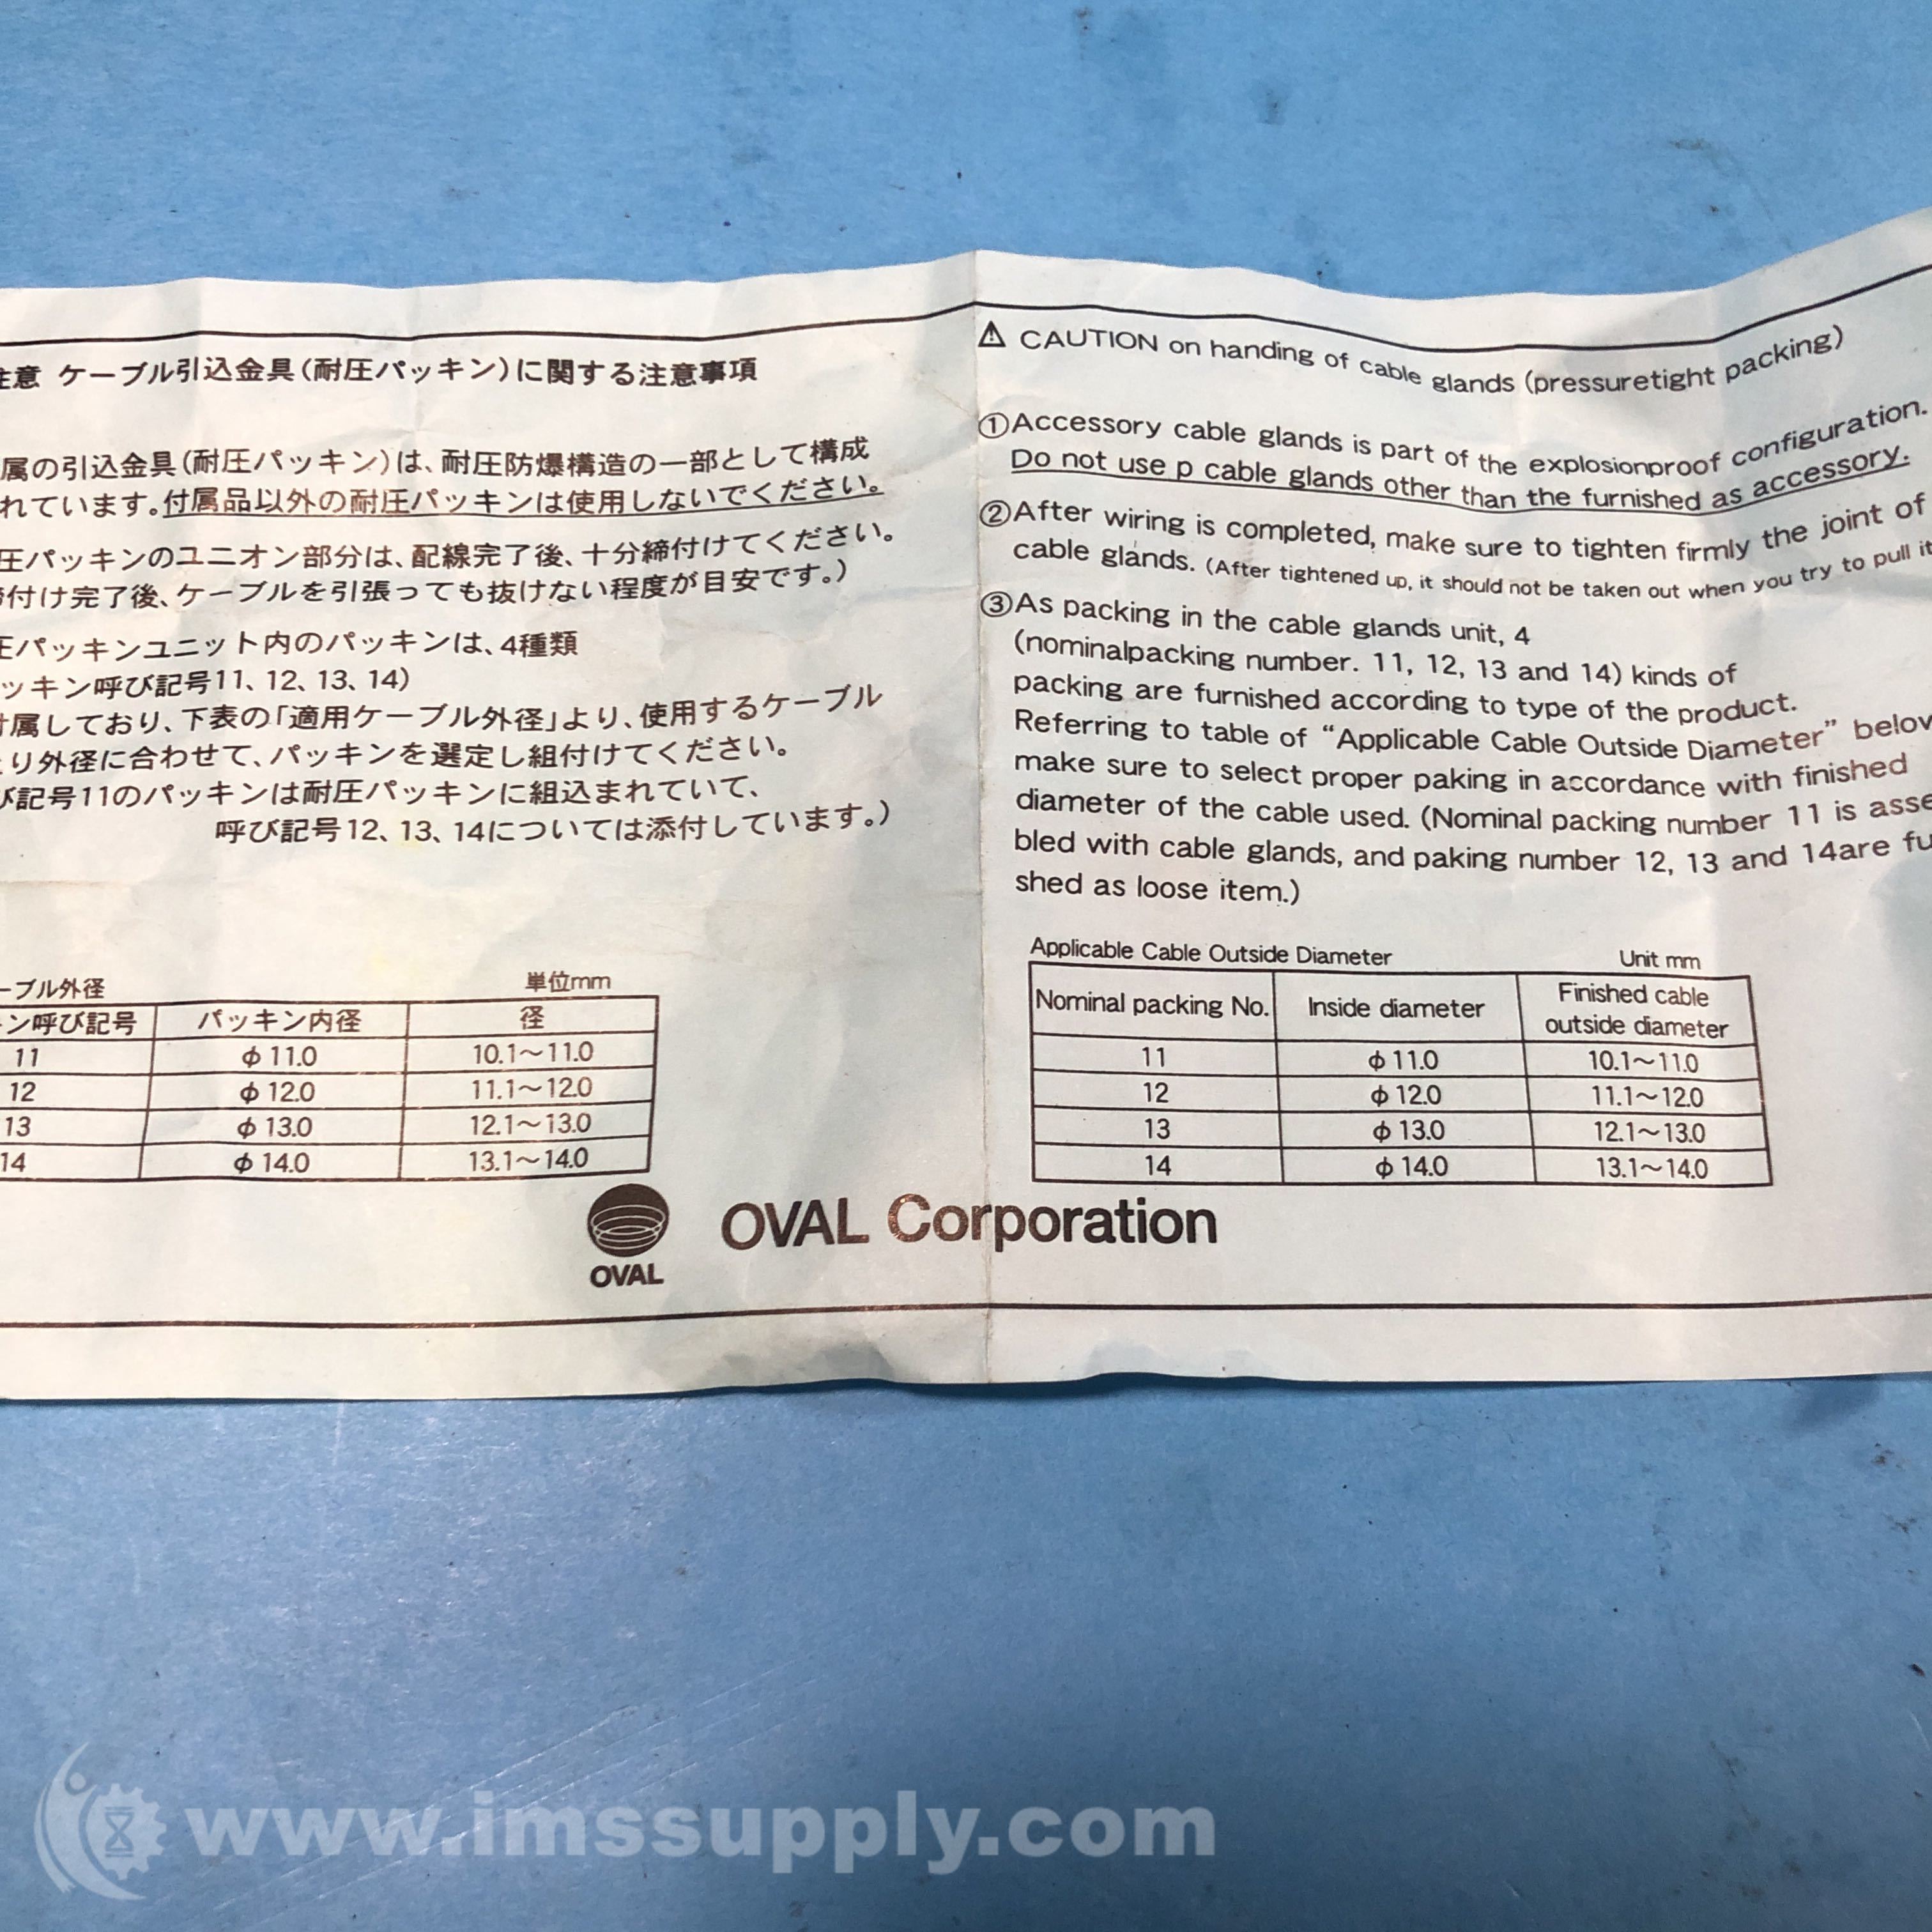 注意 ケーブル引込金具(耐圧パッキン)に関する注意事項
属の引込金具(耐圧パッキン)は、耐圧防爆構造の一部として構成
れています。付属品以外の耐圧パッキンは使用しないでください。
圧パッキンのユニオン部分は、配線完了後、十分締付けてください。
締付け完了後、ケーブルを引張っても抜けない程度が目安です。)
圧パッキンユニット内のパッキンは、4種類
ッキン呼び記号11、12、13、14)
付属しており、下表の「適用ケーブル外径」より、使用するケーブル
り外径に合わせて、パッキンを選定し組付けてください。
び記号11のパッキンは耐圧パッキンに組込まれていて、
呼び記号12、13、14については添付しています。)
ーブル外径 単位mm
ン呼び記号 パッキン内径 径
11 φ11.0 10.1～11.0
12 φ12.0 11.1～12.0
13 φ13.0 12.1～13.0
14 φ14.0 13.1～14.0
⚠ CAUTION on handing of cable glands (pressuretight packing)
①Accessory cable glands is part of the explosionproof configuration.
Do not use p cable glands other than the furnished as accessory.
②After wiring is completed, make sure to tighten firmly the joint of
cable glands. (After tightened up, it should not be taken out when you try to pull it
③As packing in the cable glands unit, 4
(nominalpacking number. 11, 12, 13 and 14) kinds of
packing are furnished according to type of the product.
Referring to table of “Applicable Cable Outside Diameter” below
make sure to select proper paking in accordance with finished
diameter of the cable used. (Nominal packing number 11 is asse
bled with cable glands, and paking number 12, 13 and 14are fu
shed as loose item.)
Applicable Cable Outside Diameter Unit mm
Nominal packing No. Inside diameter Finished cable outside diameter
11 φ11.0 10.1～11.0
12 φ12.0 11.1～12.0
13 φ13.0 12.1～13.0
14 φ14.0 13.1～14.0
OVAL
OVAL Corporation
www.imssupply.com